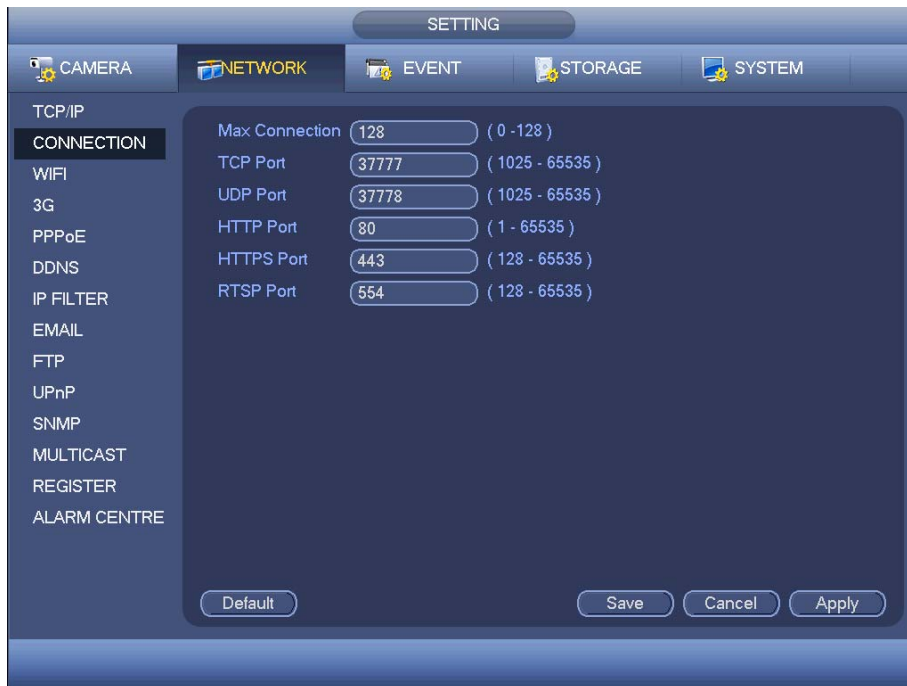 SETTING
CAMERA NETWORK EVENT STORAGE SYSTEM
TCP/IP
CONNECTION
WIFI
3G
PPPoE
DDNS
IP FILTER
EMAIL
FTP
UPnP
SNMP
MULTICAST
REGISTER
ALARM CENTRE
Max Connection 128 ( 0 -128 )
TCP Port 37777 ( 1025 - 65535 )
UDP Port 37778 ( 1025 - 65535 )
HTTP Port 80 ( 1 - 65535 )
HTTPS Port 443 ( 128 - 65535 )
RTSP Port 554 ( 128 - 65535 )
Default Save Cancel Apply